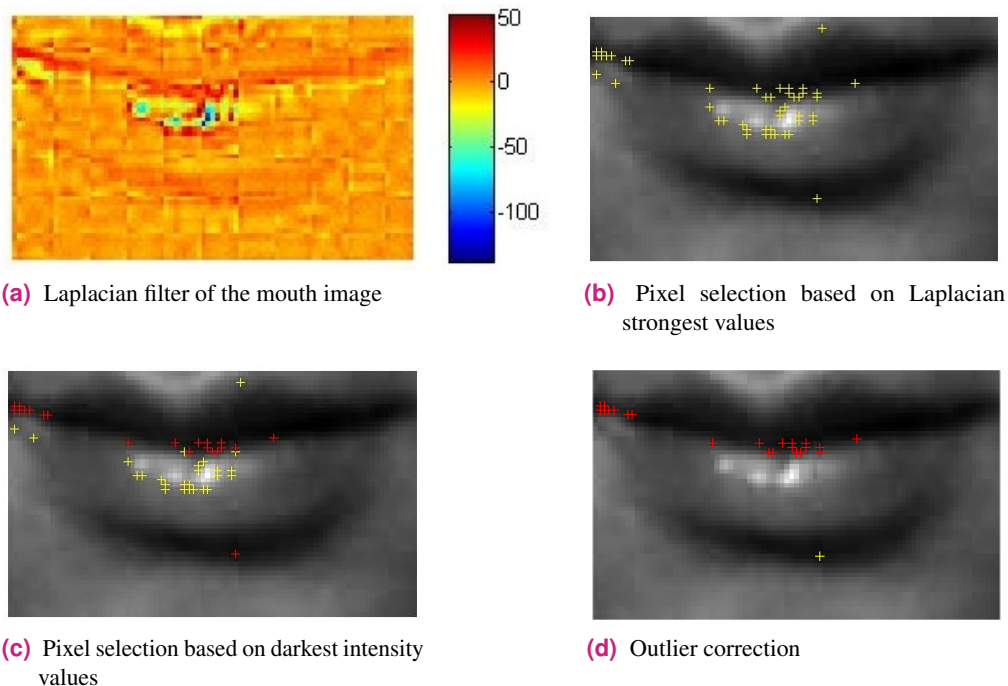 50
0
-50
-100
(a) Laplacian filter of the mouth image
(b) Pixel selection based on Laplacian
strongest values
(c) Pixel selection based on darkest intensity
values
(d) Outlier correction